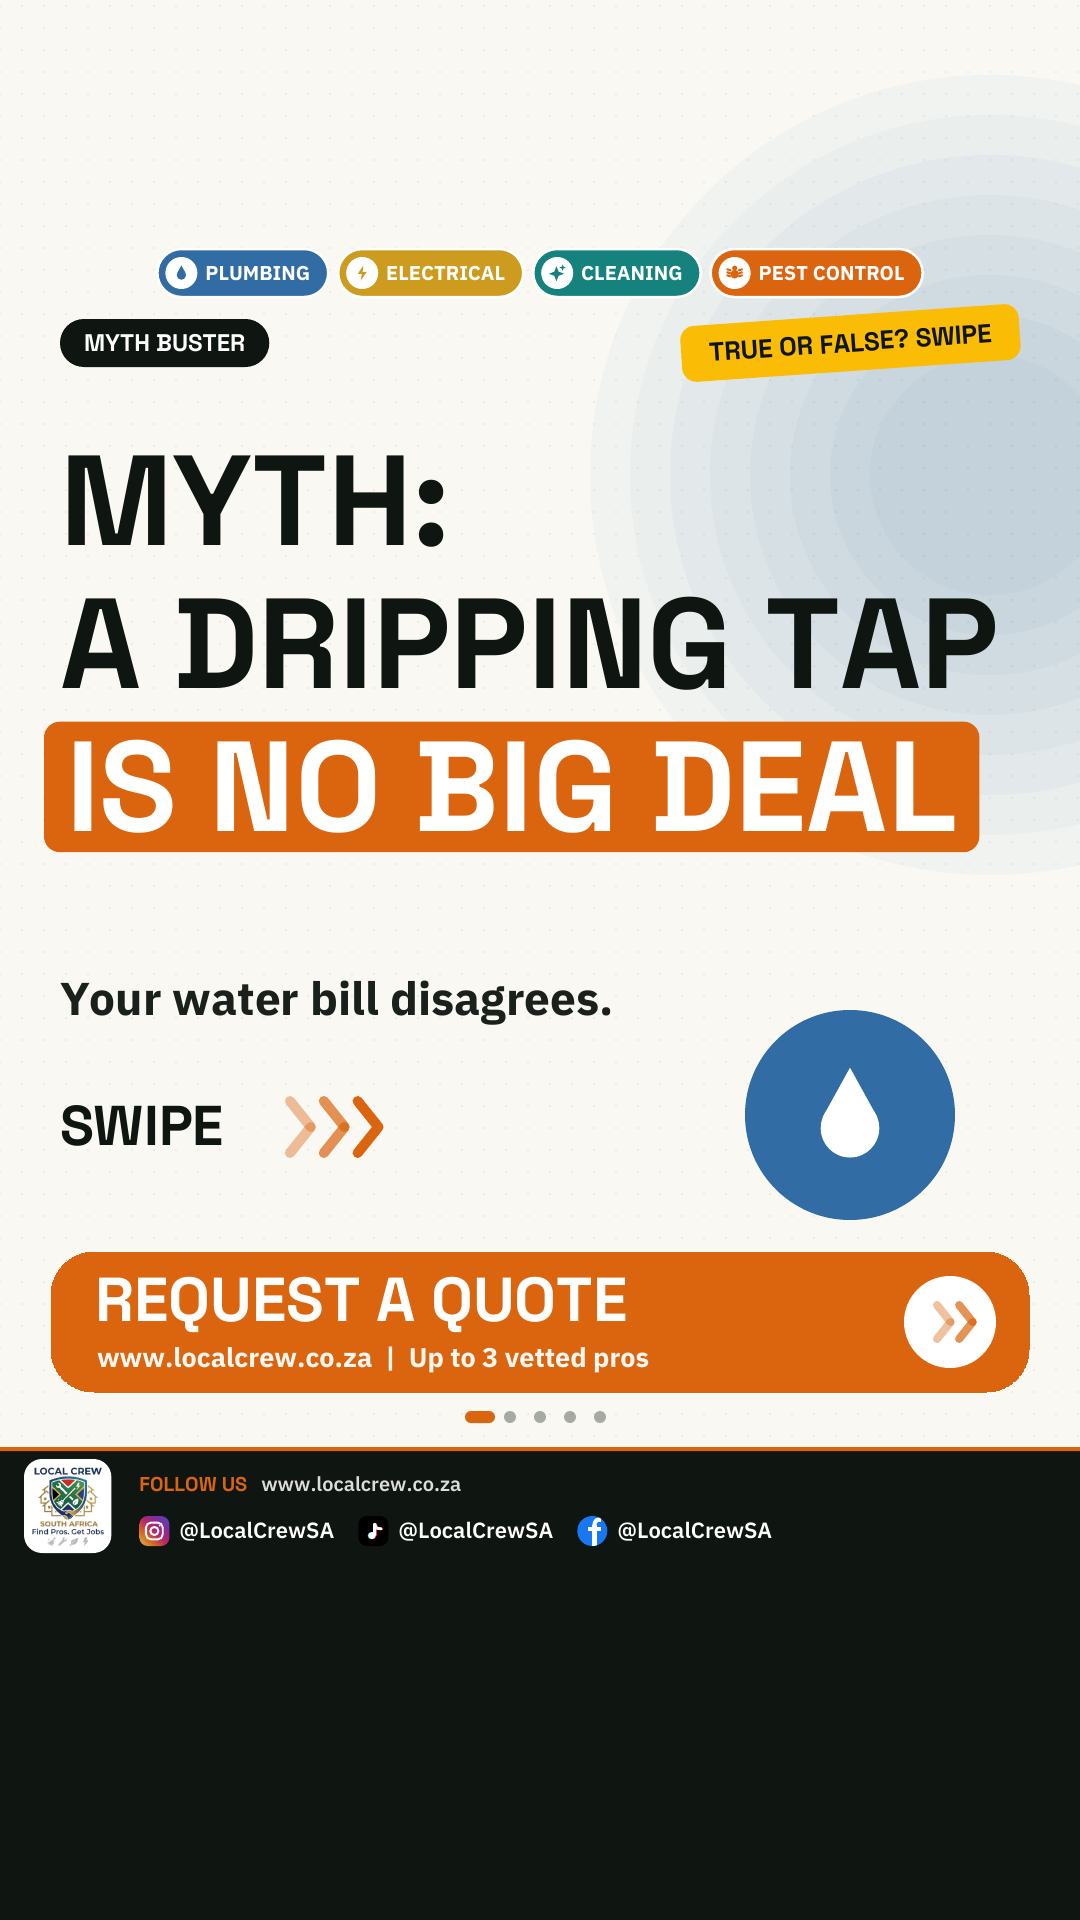 PLUMBING
ELECTRICAL
CLEANING
PEST CONTROL
MYTH BUSTER
TRUE OR FALSE? SWIPE
MYTH:
A DRIPPING TAP
IS NO BIG DEAL
Your water bill disagrees.
SWIPE
REQUEST A QUOTE
www.localcrew.co.za | Up to 3 vetted pros
LOCAL CREW
SOUTH AFRICA
Find Pros. Get Jobs
FOLLOW US www.localcrew.co.za
@LocalCrewSA @LocalCrewSA @LocalCrewSA